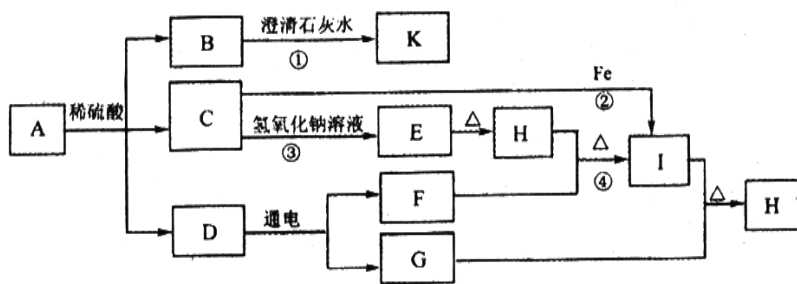 B 澄清石灰水 ① K
A 稀硫酸 C Fe ②
氢氧化钠溶液 ③ E △ H △ ④ I
D 通电 F
G △ H